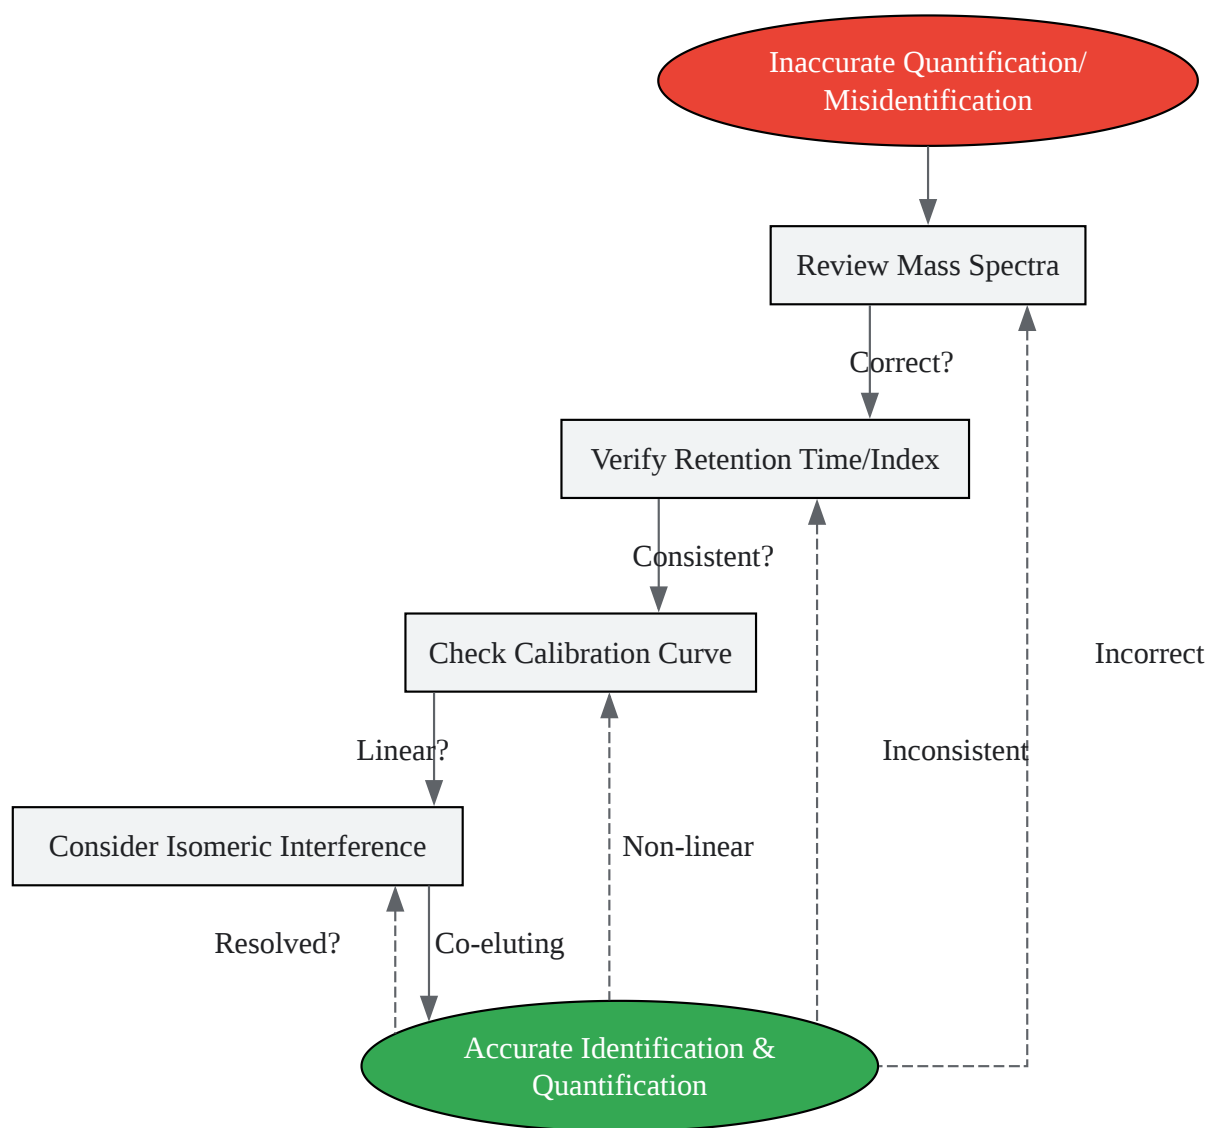 Inaccurate Quantification/
Misidentification
Review Mass Spectra
Correct?
Verify Retention Time/Index
Consistent?
Check Calibration Curve
Incorrect
Linear?
Inconsistent
Consider Isomeric Interference
Non-linear
Resolved?
Co-eluting
Accurate Identification &
Quantification